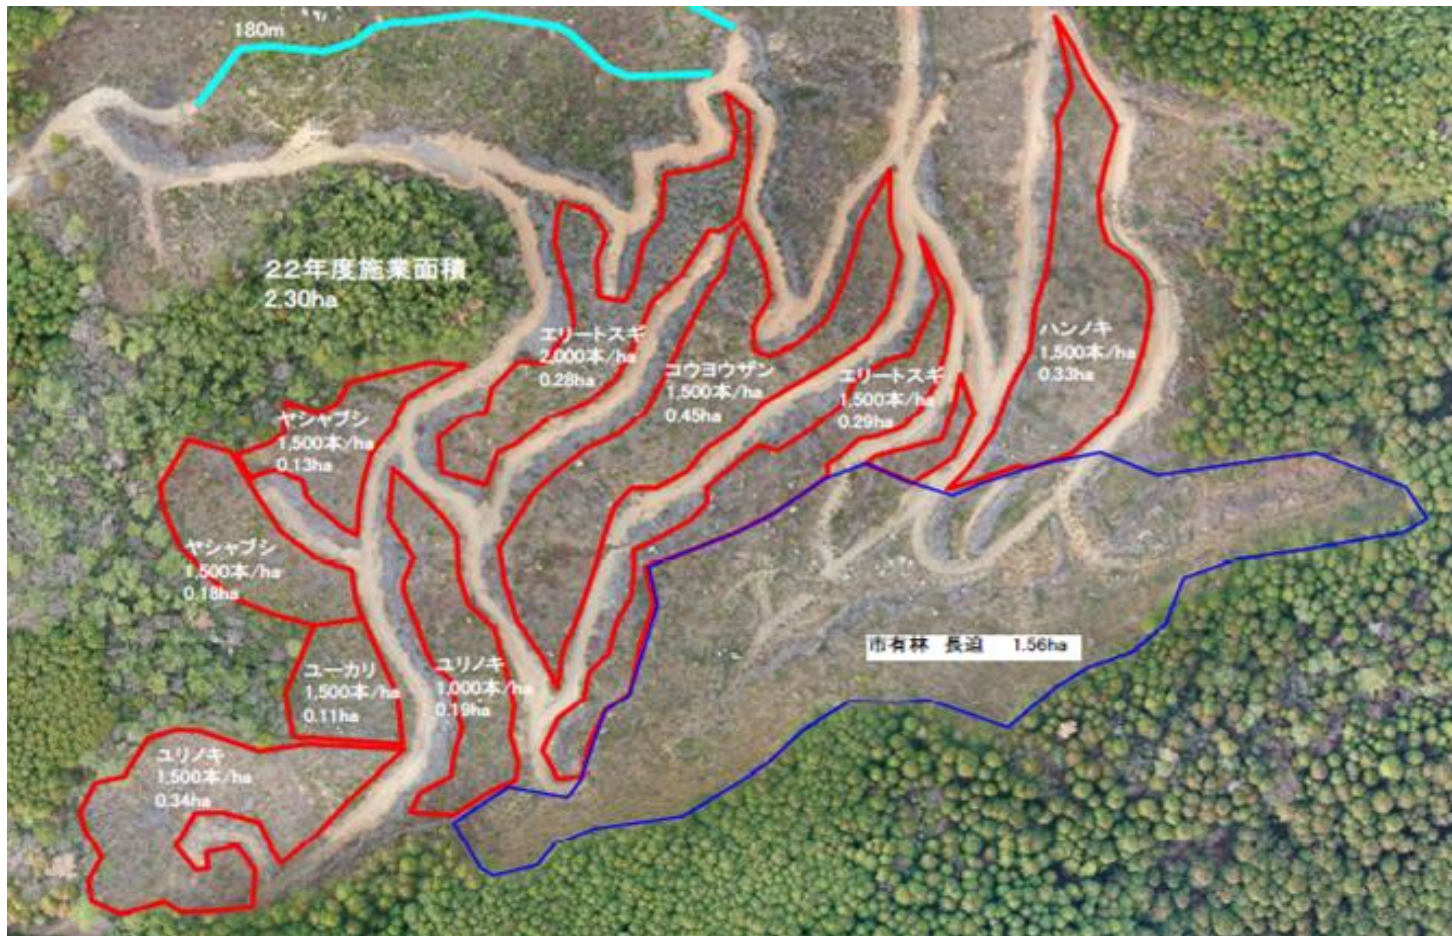 180m
22年度施業面積
2.30ha
エリートスギ
2,000本/ha
0.28ha
コウヨウザン
1,500本/ha
0.45ha
エリートスギ
1,500本/ha
0.29ha
ハンノキ
1,500本/ha
0.33ha
ヤシャブシ
1,500本/ha
0.13ha
ヤシャブシ
1,500本/ha
0.18ha
ユーカリ
1,500本/ha
0.11ha
ユリノキ
1,000本/ha
0.19ha
市有林 長迫 1.56ha
ユリノキ
1,500本/ha
0.34ha